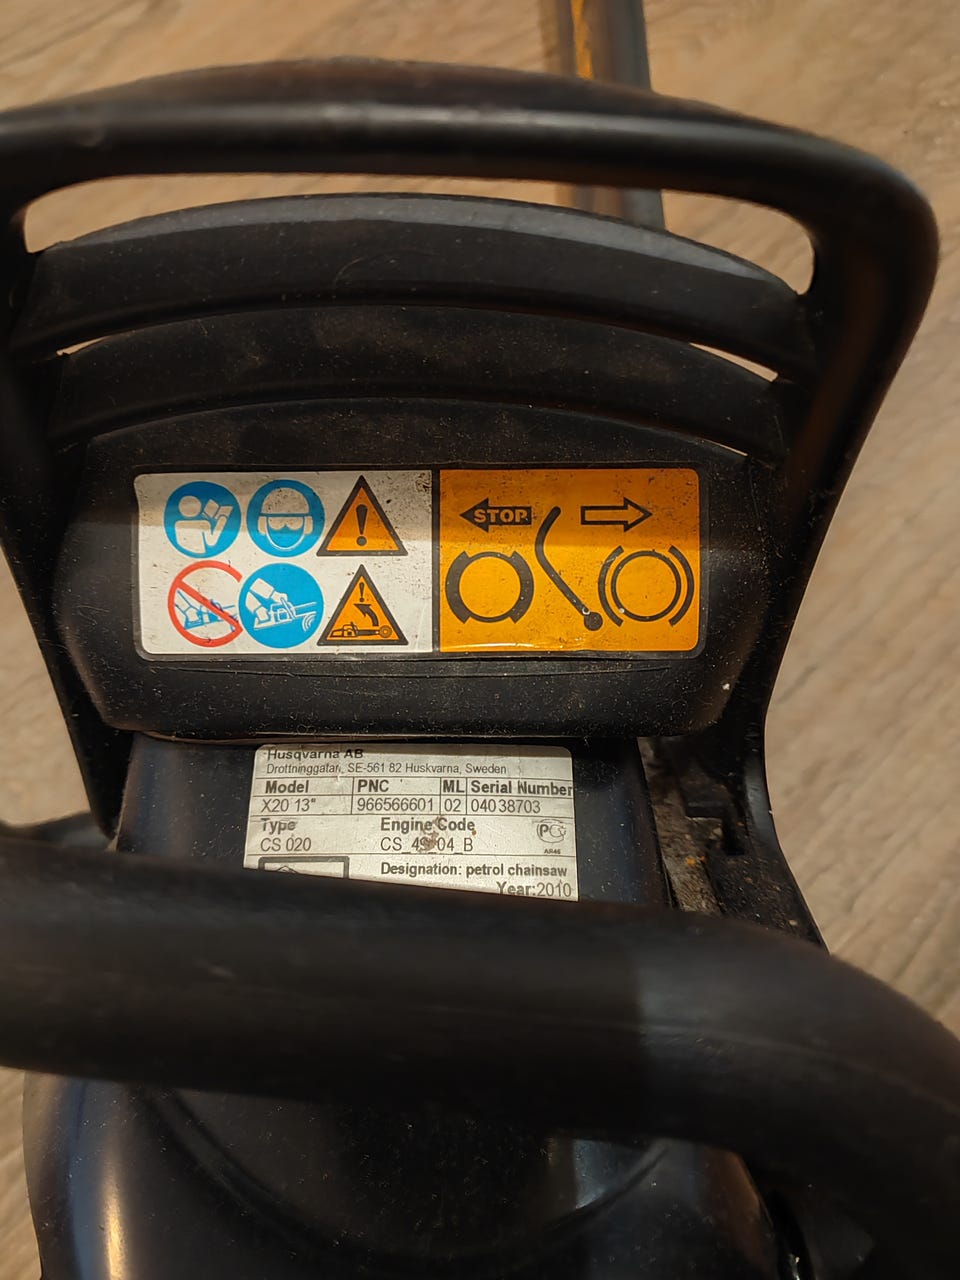 STOP
Husqvarna AB
Drottninggatan, SE-561 82 Huskvarna, Sweden
Model PNC ML Serial Number
X20 13" 966566601 02 04038703
Type Engine Code
CS 020
Designation: petrol chainsaw
Year:2010